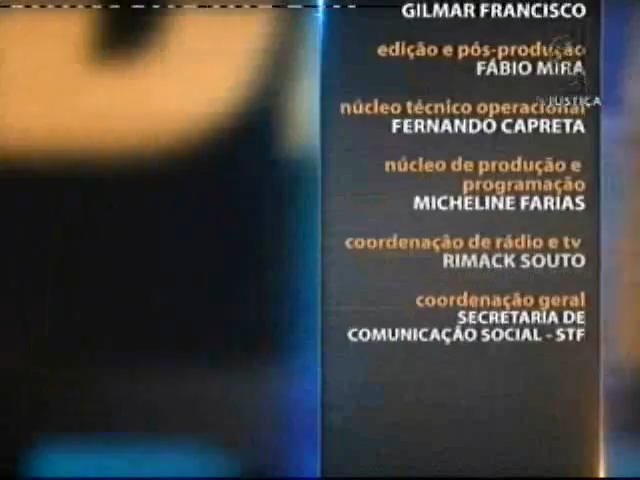 GILMAR FRANCISCO
edição e pós-produção
FÁBIO MIRA
JUSTIÇA
núcleo técnico operacional
FERNANDO CAPRETA
núcleo de produção e
programação
MICHELINE FARIAS
coordenação de rádio e tv
RIMACK SOUTO
coordenação geral
SECRETARIA DE
COMUNICAÇÃO SOCIAL - STF